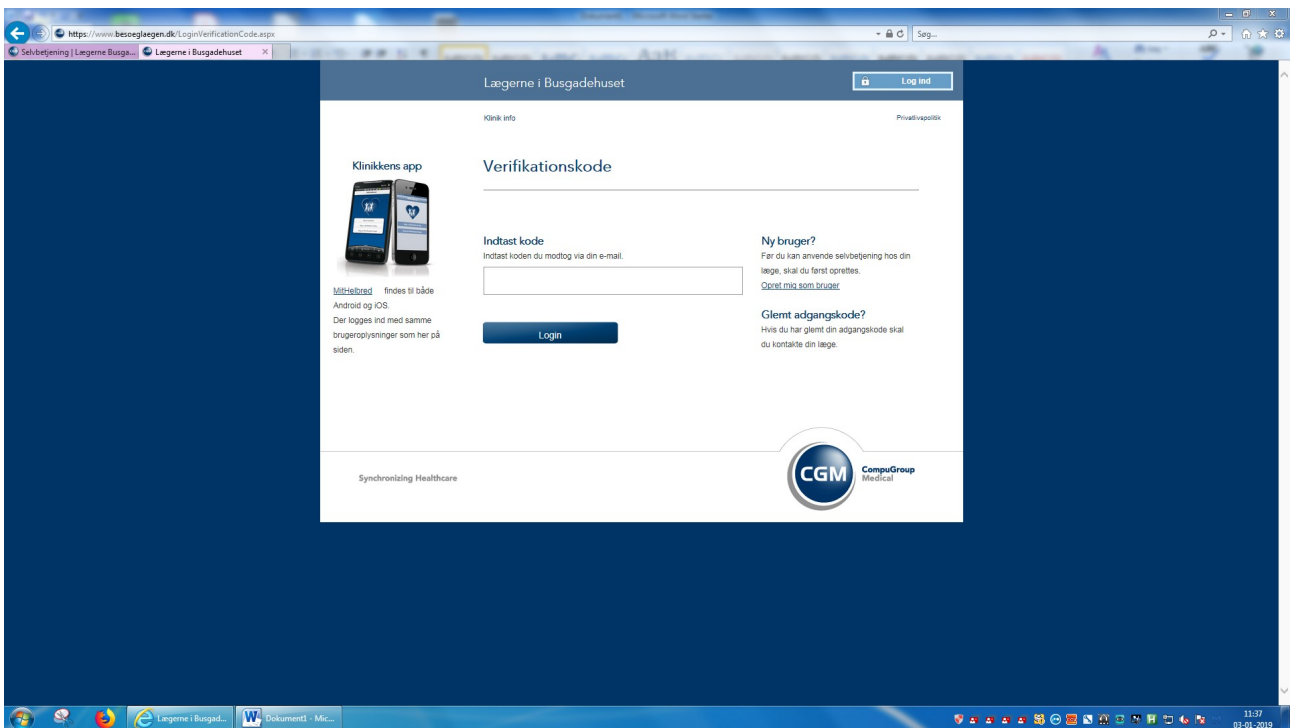 https://www.besoeglaegen.dk/LoginVerificationCode.aspx
Søg...
Selvbetjening | Lægerne Busga...
Lægerne i Busgadehuset
Lægerne i Busgadehuset
Log ind
Klinik info
Privatlivspolitik
Klinikkens app
MitHelbred findes til både
Android og iOS.
Der logges ind med samme
brugeroplysninger som her på
siden.
Verifikationskode
Indtast kode
Indtast koden du modtog via din e-mail.
Login
Ny bruger?
Før du kan anvende selvbetjening hos din
læge, skal du først oprettes.
Opret mig som bruger
Glemt adgangskode?
Hvis du har glemt din adgangskode skal
du kontakte din læge.
Synchronizing Healthcare
CGM
CompuGroup
Medical
Lægerne i Busgad...
Dokument1 - Mic...
11:37
03-01-2019